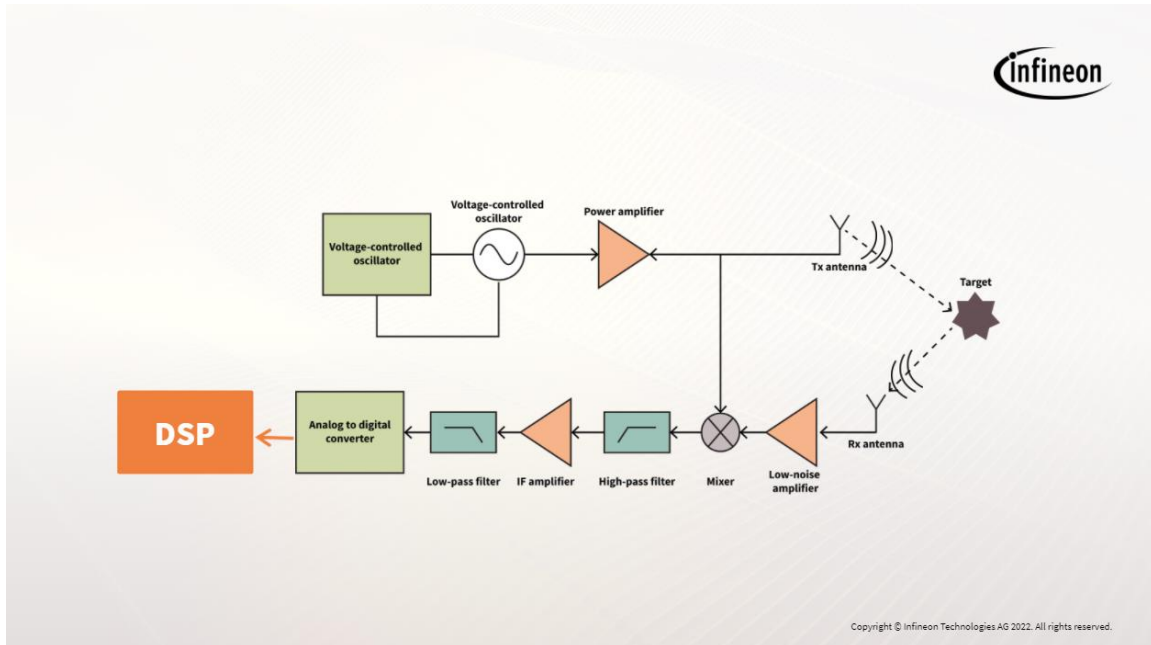 infineon
Voltage-controlled
oscillator
Power amplifier
Voltage-controlled
oscillator
Tx antenna
Target
DSP
Analog to digital
converter
Rx antenna
Low-pass filter
IF amplifier
High-pass filter
Mixer
Low-noise
amplifier
Copyright © Infineon Technologies AG 2022. All rights reserved.